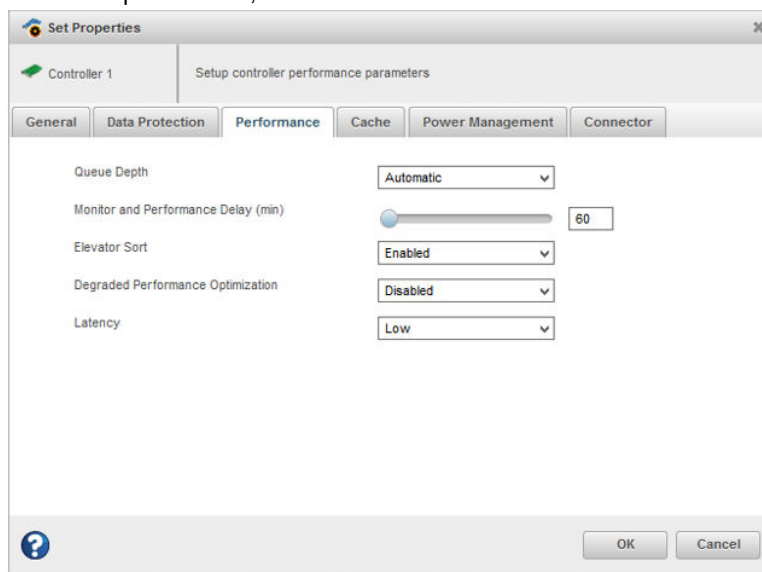 Set Properties
Controller 1 Setup controller performance parameters
General Data Protection Performance Cache Power Management Connector
Queue Depth Automatic
Monitor and Performance Delay (min) 60
Elevator Sort Enabled
Degraded Performance Optimization Disabled
Latency Low
OK Cancel